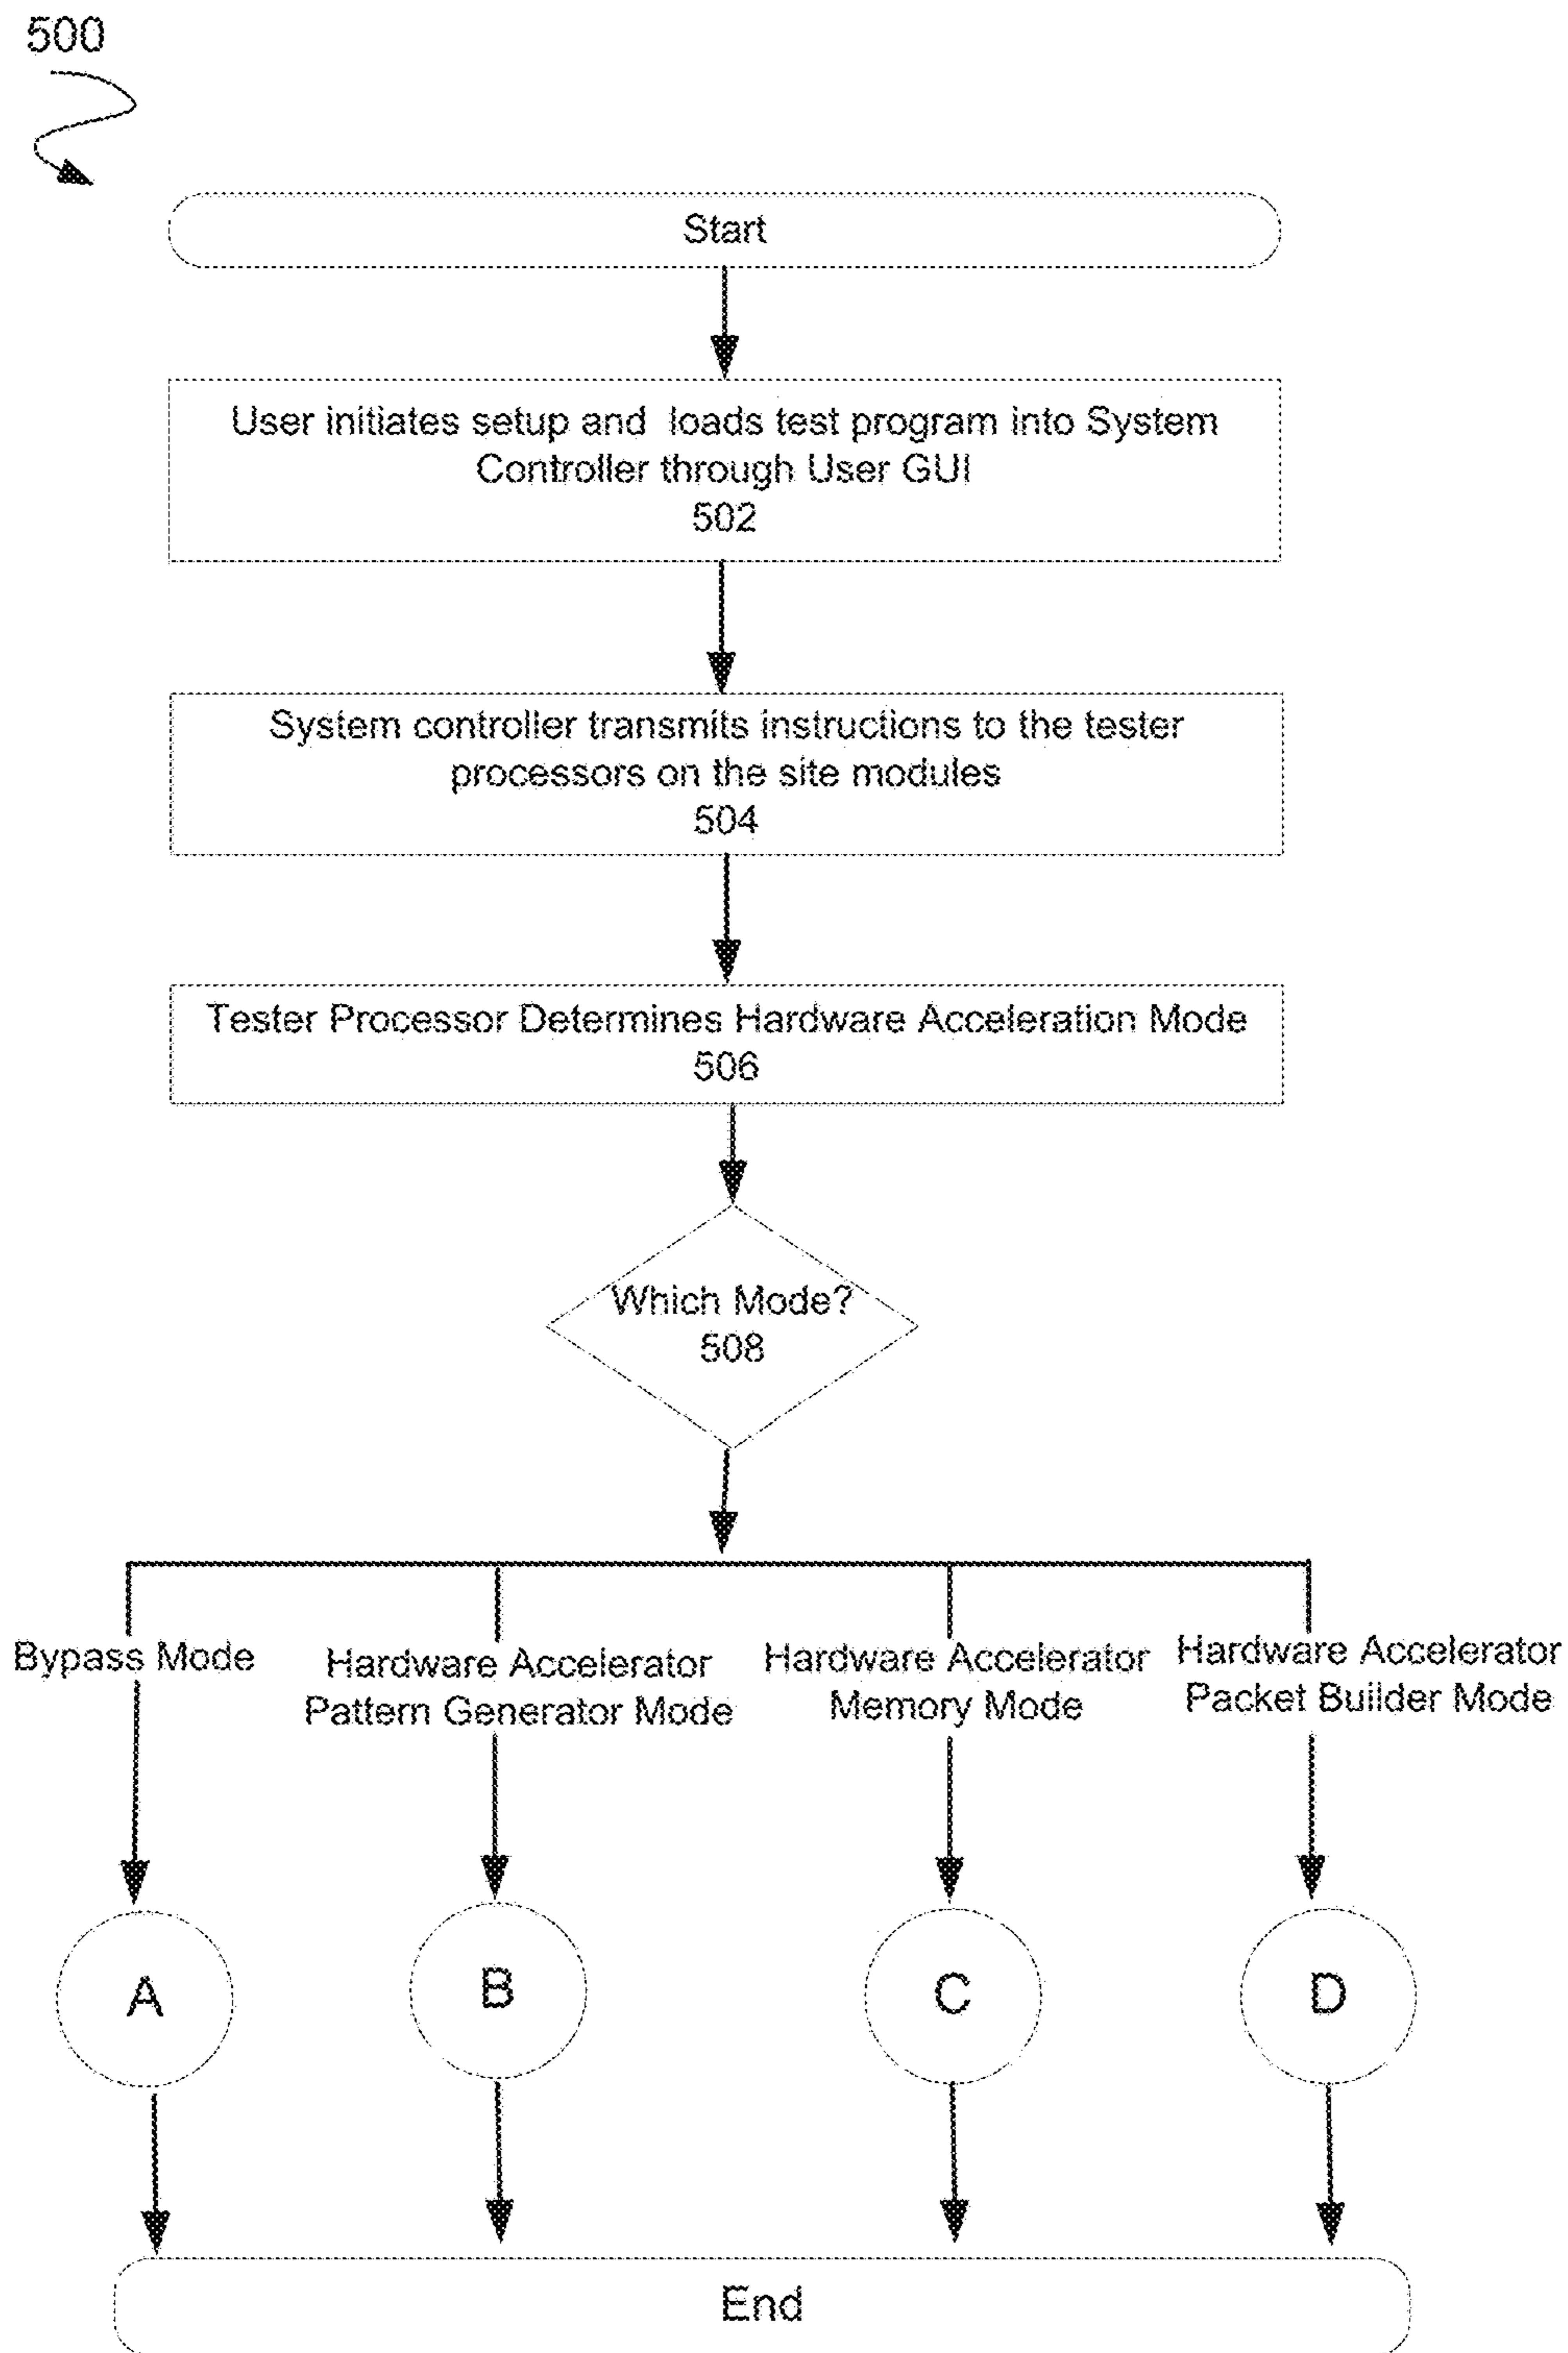 500
Start
User initiates setup and loads test program into System
Controller through User GUI
502
System controller transmits instructions to the tester
processors on the site modules
504
Tester Processor Determines Hardware Acceleration Mode
506
Which Mode?
508
Bypass Mode
Hardware Accelerator
Pattern Generator Mode
Hardware Accelerator
Memory Mode
Hardware Accelerator
Packet Builder Mode
A
B
C
D
End